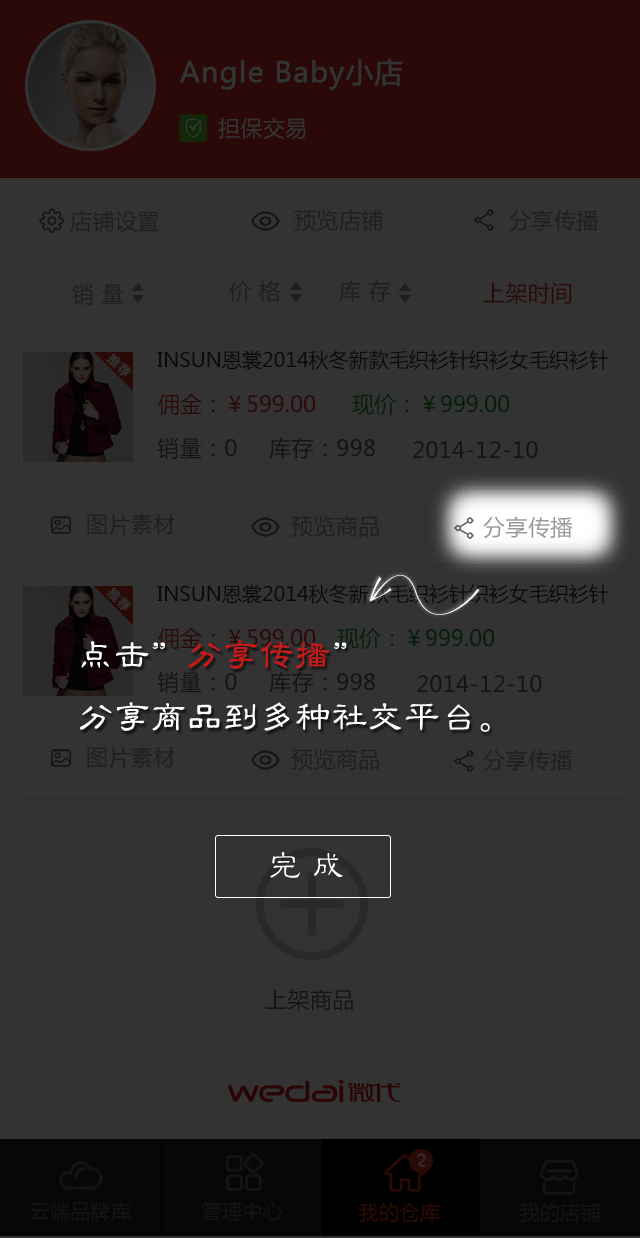 Angle Baby小店
担保交易
店铺设置 预览店铺 分享传播
销 量 价 格 库 存 上架时间
推荐
INSUN恩裳2014秋冬新款毛织衫针织衫女毛织衫针
佣金：￥599.00 现价：￥999.00
销量：0 库存：998 2014-12-10
图片素材 预览商品 分享传播
推荐
INSUN恩裳2014秋冬新款毛织衫针织衫女毛织衫针
佣金：￥599.00 现价：￥999.00
点击”分享传播”
销量：0 库存：998 2014-12-10
分享商品到多种社交平台。
图片素材 预览商品 分享传播
完 成
上架商品
wedai微代
2
云端品牌库 管理中心 我的仓库 我的店铺